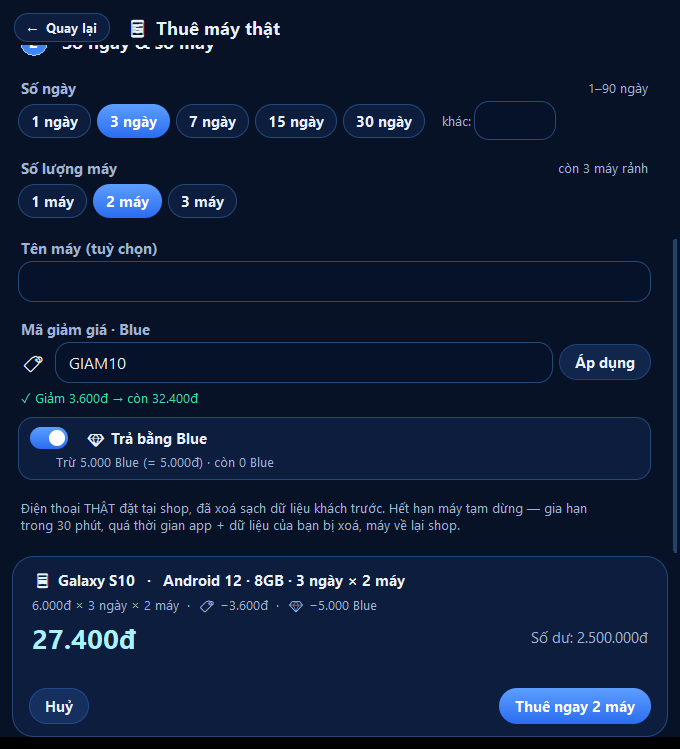 ← Quay lại
Thuê máy thật
2 Số ngày & số máy
Số ngày
1–90 ngày
1 ngày
3 ngày
7 ngày
15 ngày
30 ngày
khác:
Số lượng máy
còn 3 máy rảnh
1 máy
2 máy
3 máy
Tên máy (tuỳ chọn)
Mã giảm giá · Blue
GIAM10
Áp dụng
✓ Giảm 3.600đ → còn 32.400đ
Trả bằng Blue
Trừ 5.000 Blue (= 5.000đ) · còn 0 Blue
Điện thoại THẬT đặt tại shop, đã xoá sạch dữ liệu khách trước. Hết hạn máy tạm dừng — gia hạn
trong 30 phút, quá thời gian app + dữ liệu của bạn bị xoá, máy về lại shop.
Galaxy S10 · Android 12 · 8GB · 3 ngày × 2 máy
6.000đ × 3 ngày × 2 máy · −3.600đ · −5.000 Blue
27.400đ
Số dư: 2.500.000đ
Huỷ
Thuê ngay 2 máy